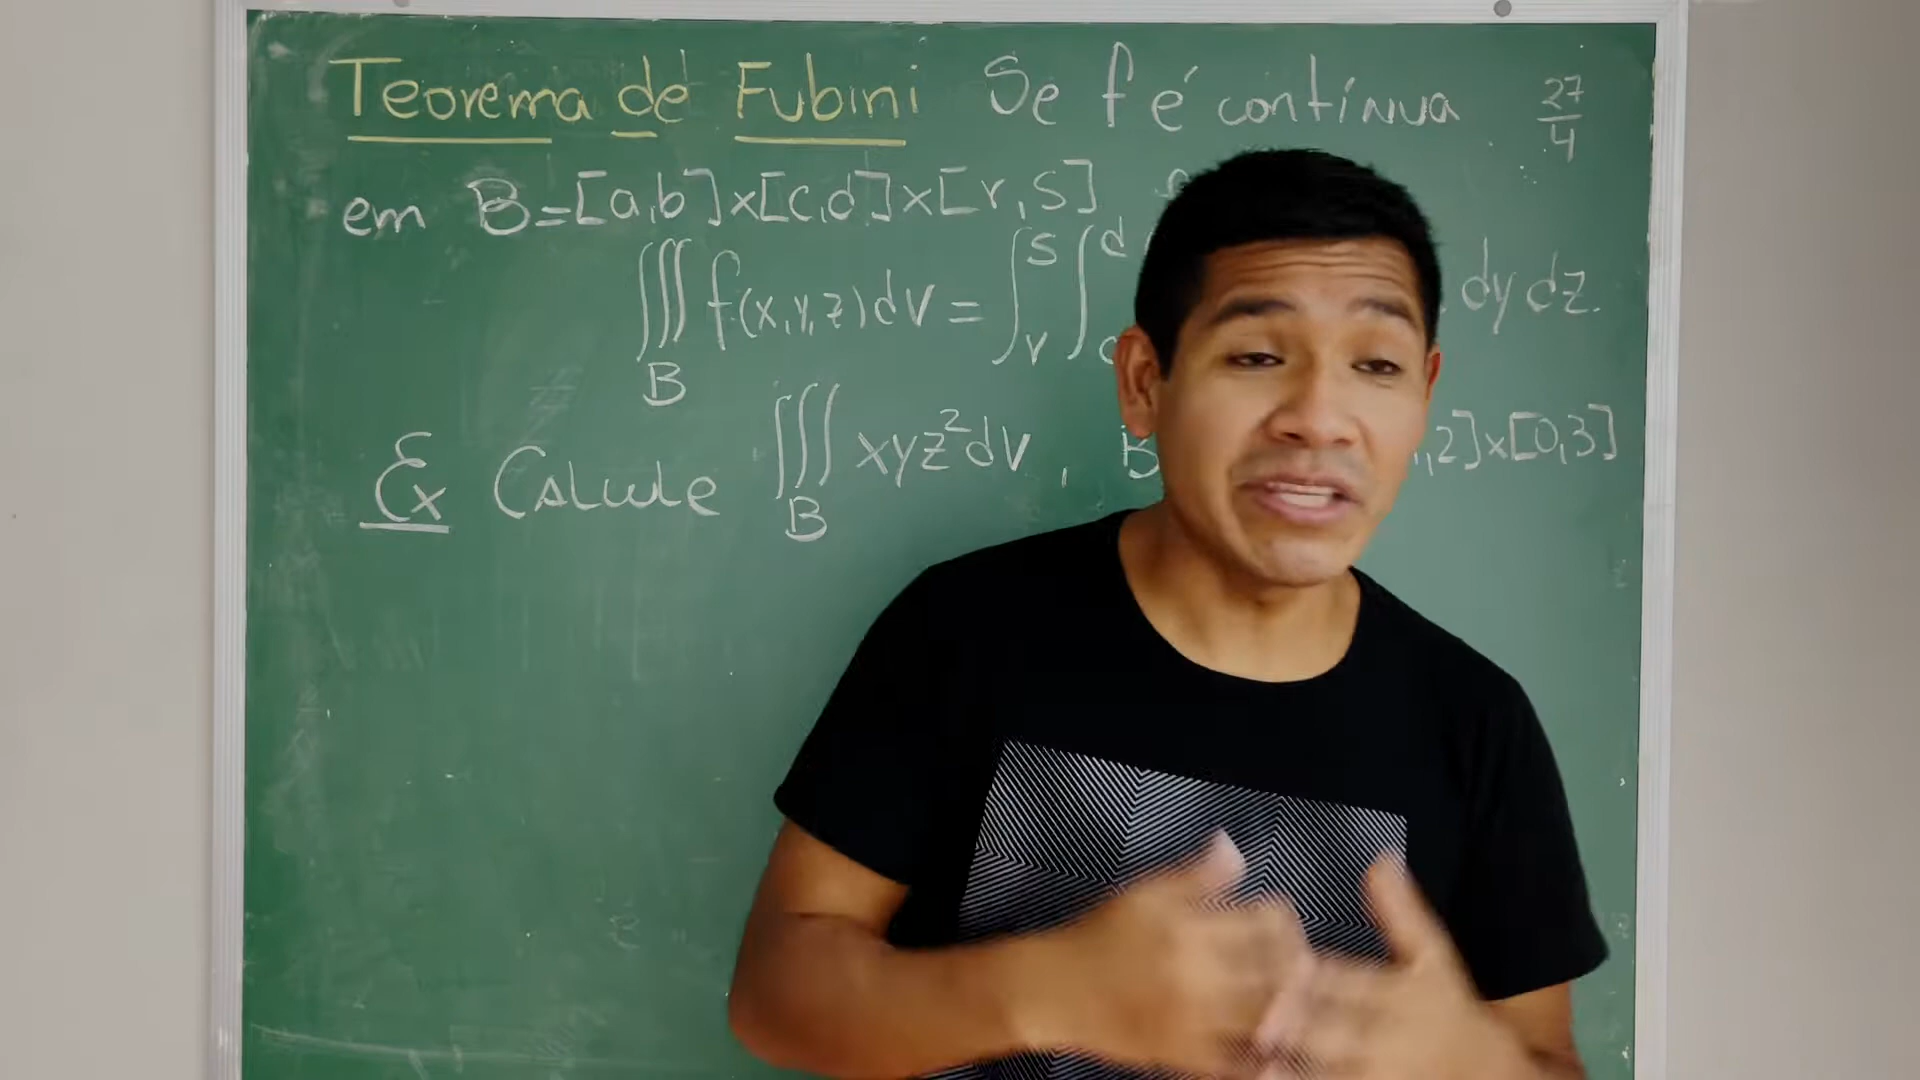 Teorema de Fubini Se f é contínua 27/4
em B=[a,b]x[c,d]x[r,s]
∭_B f(x,y,z)dV = ∫_r^s ∫_c^d dy dz.
Ex Calcule ∭_B xyz²dV, B ,2]x[0,3]